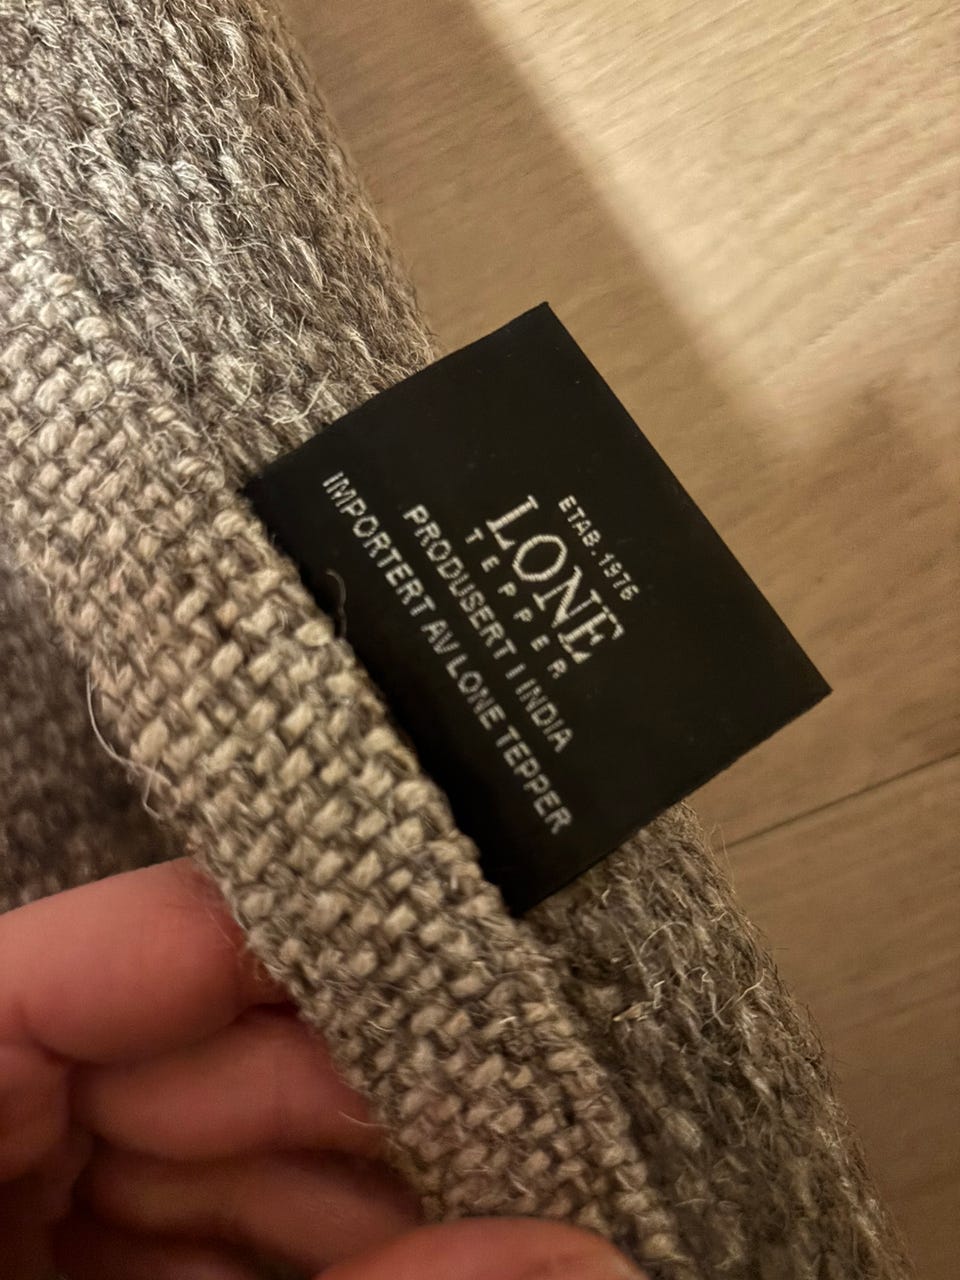 ETAB. 1976
LONE
TEPPER
PRODUSERT I INDIA
IMPORTERT AV LONE TEPPER